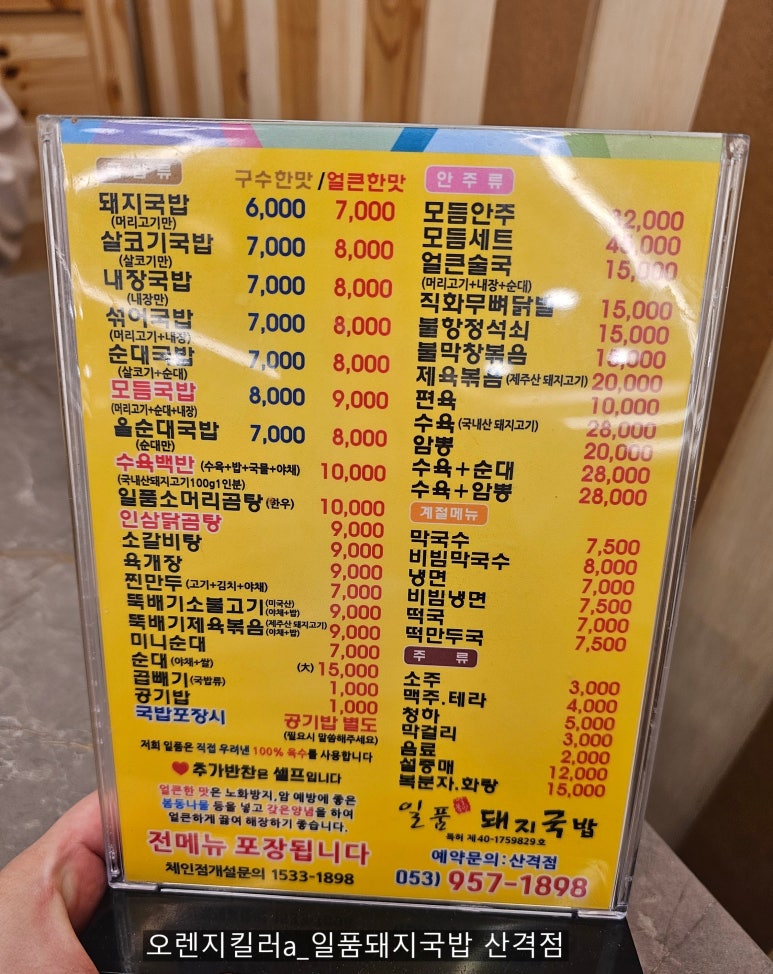 구수한맛 / 얼큰한맛
돼지국밥 6,000 7,000
(머리고기만)
살코기국밥 7,000 8,000
(살코기만)
내장국밥 7,000 8,000
(내장만)
섞어국밥 7,000 8,000
(머리고기+내장)
순대국밥 7,000 8,000
(살코기+순대)
모듬국밥 8,000 9,000
(머리고기+순대+내장)
올순대국밥 7,000 8,000
(순대만)
수육백반 (수육+밥+국물+야채) 10,000
(국내산돼지고기100g1인분)
일품소머리곰탕 (한우) 10,000
인삼닭곰탕 9,000
소갈비탕 9,000
육개장 9,000
찐만두 (고기+김치+야채) 7,000
뚝배기소불고기 (미국산) (야채+밥) 9,000
뚝배기제육볶음 (제주산 돼지고기) (야채+밥) 9,000
미니순대 7,000
순대 (야채+쌀) (大) 15,000
곱빼기 (국밥류) 1,000
공기밥 1,000
국밥포장시 공기밥 별도
(필요시 말씀해주세요)
저희 일품은 직접 우려낸 100% 육수를 사용합니다
추가반찬은 셀프입니다
얼큰한 맛은 노화방지,암 예방에 좋은
봄동나물 등을 넣고 갖은양념을 하여
얼큰하게 끓여 해장하기 좋습니다.
전메뉴 포장됩니다
체인점개설문의 1533-1898
안 주 류
모듬안주
모듬세트
얼큰술국 15,000
(머리고기+내장+순대)
직화무뼈닭발 15,000
불항정석쇠 15,000
불막창볶음 15,000
제육볶음 (제주산 돼지고기) 20,000
편육 10,000
수육 (국내산 돼지고기) 28,000
암뽕 20,000
수육+순대 28,000
수육+암뽕 28,000
계절메뉴
막국수 7,500
비빔막국수 8,000
냉면 7,000
비빔냉면 7,500
떡국 7,000
떡만두국 7,500
주 류
소주 3,000
맥주.테라 4,000
청하 5,000
막걸리 3,000
음료 2,000
설중매 12,000
복분자.화랑 15,000
일품 돼지국밥
특허 제40-1759829호
예약문의:산격점
053) 957-1898
오렌지킬러a_일품돼지국밥 산격점